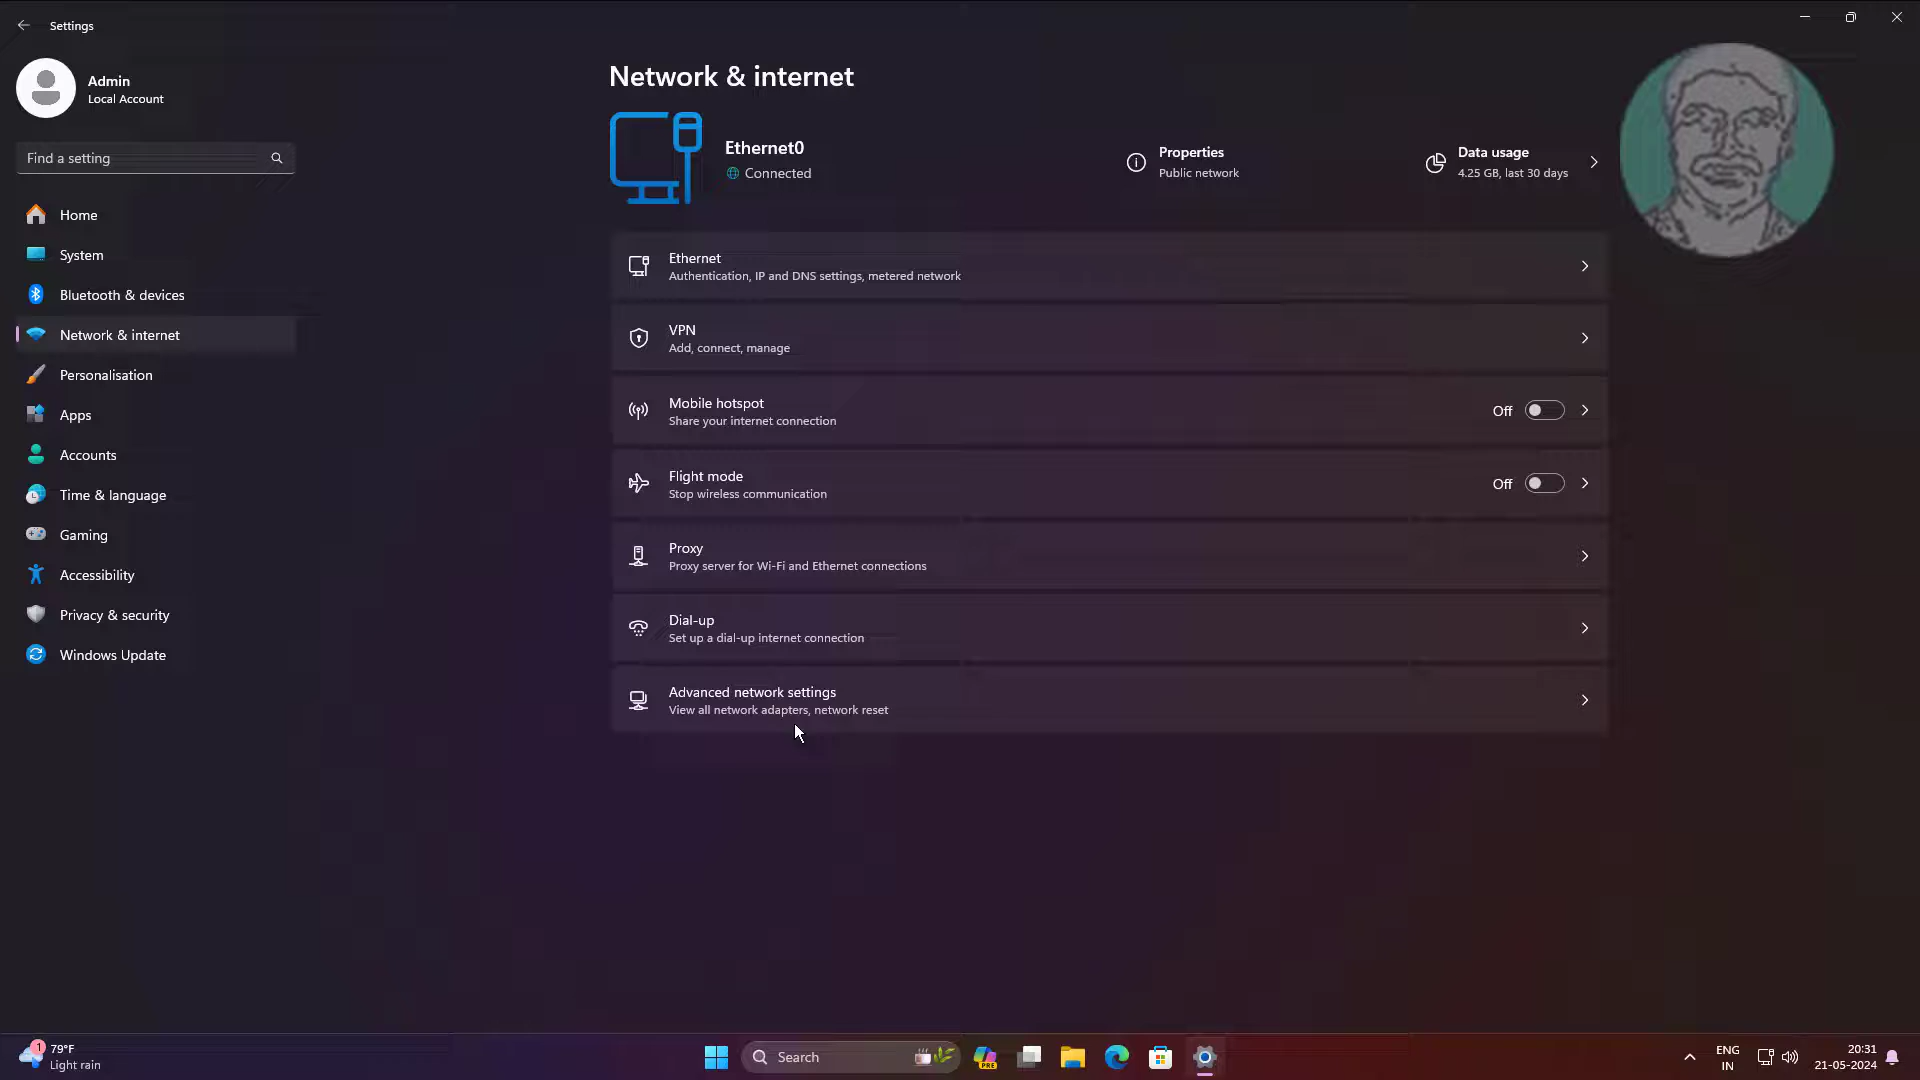 Settings
Admin
Local Account
Find a setting
Home
System
Bluetooth & devices
Network & internet
Personalisation
Apps
Accounts
Time & language
Gaming
Accessibility
Privacy & security
Windows Update
Network & internet
Ethernet0
Connected
Properties
Public network
Data usage
4.25 GB, last 30 days
Ethernet
Authentication, IP and DNS settings, metered network
VPN
Add, connect, manage
Mobile hotspot
Share your internet connection
Off
Flight mode
Stop wireless communication
Off
Proxy
Proxy server for Wi-Fi and Ethernet connections
Dial-up
Set up a dial-up internet connection
Advanced network settings
View all network adapters, network reset
1
79°F
Light rain
Search
PRE
ENG
IN
20:31
21-05-2024